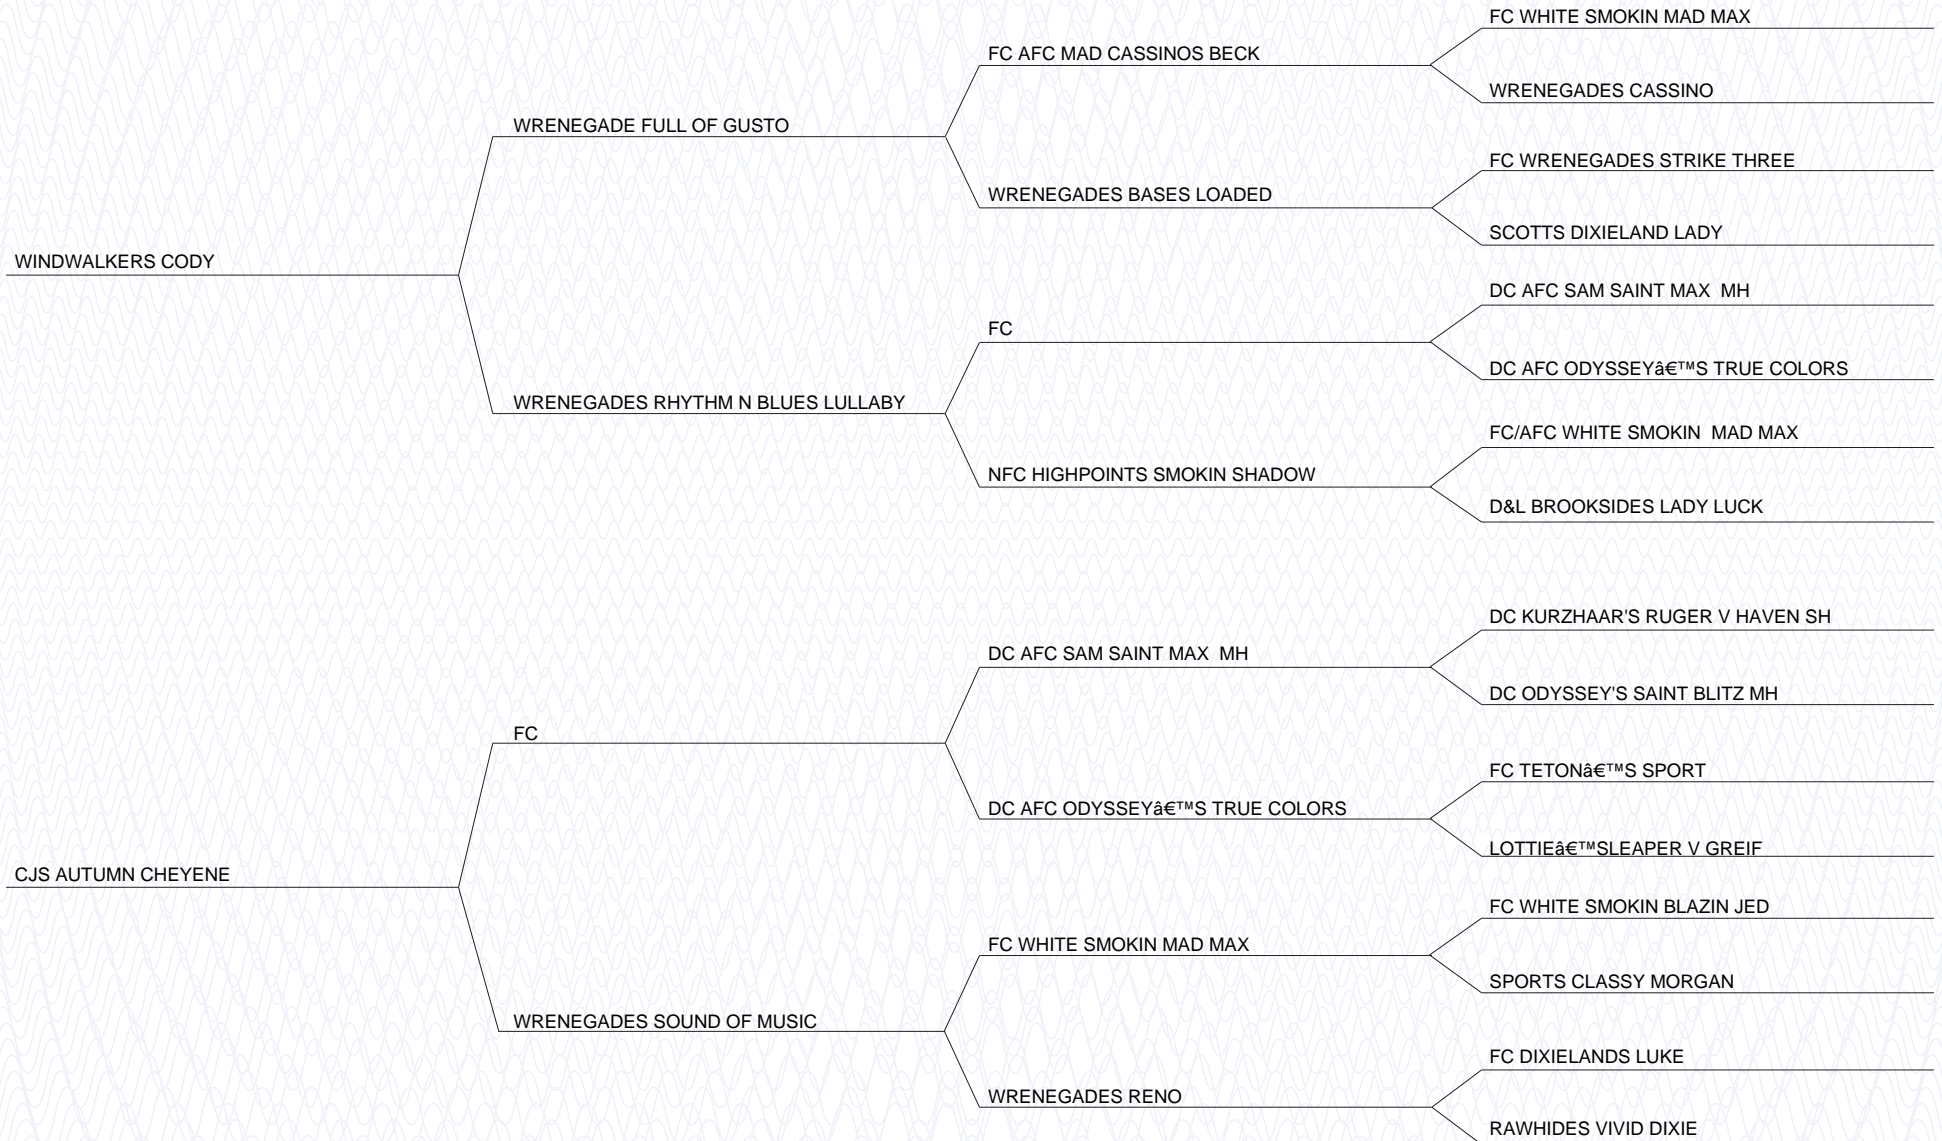 FC WHITE SMOKIN MAD MAX
FC AFC MAD CASSINOS BECK
WRENEGADES CASSINO
WRENEGADE FULL OF GUSTO
FC WRENEGADES STRIKE THREE
WRENEGADES BASES LOADED
SCOTTS DIXIELAND LADY
WINDWALKERS CODY
DC AFC SAM SAINT MAX  MH
FC
DC AFC ODYSSEYâ€™S TRUE COLORS
WRENEGADES RHYTHM N BLUES LULLABY
FC/AFC WHITE SMOKIN  MAD MAX
NFC HIGHPOINTS SMOKIN SHADOW
D&L BROOKSIDES LADY LUCK
DC KURZHAAR'S RUGER V HAVEN SH
DC AFC SAM SAINT MAX  MH
DC ODYSSEY'S SAINT BLITZ MH
FC
FC TETONâ€™S SPORT
DC AFC ODYSSEYâ€™S TRUE COLORS
LOTTIEâ€™SLEAPER V GREIF
CJS AUTUMN CHEYENE
FC WHITE SMOKIN BLAZIN JED
FC WHITE SMOKIN MAD MAX
SPORTS CLASSY MORGAN
WRENEGADES SOUND OF MUSIC
FC DIXIELANDS LUKE
WRENEGADES RENO
RAWHIDES VIVID DIXIE